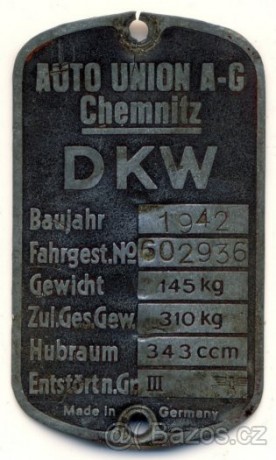 AUTO UNION A-G
Chemnitz
DKW
Baujahr 1942
Fahrgest.No 602936
Gewicht 145 kg
Zul.Ges.Gew. 310 kg
Hubraum 343 ccm
Entstört n.Gr. III
Made in Germany
Bazos.cz